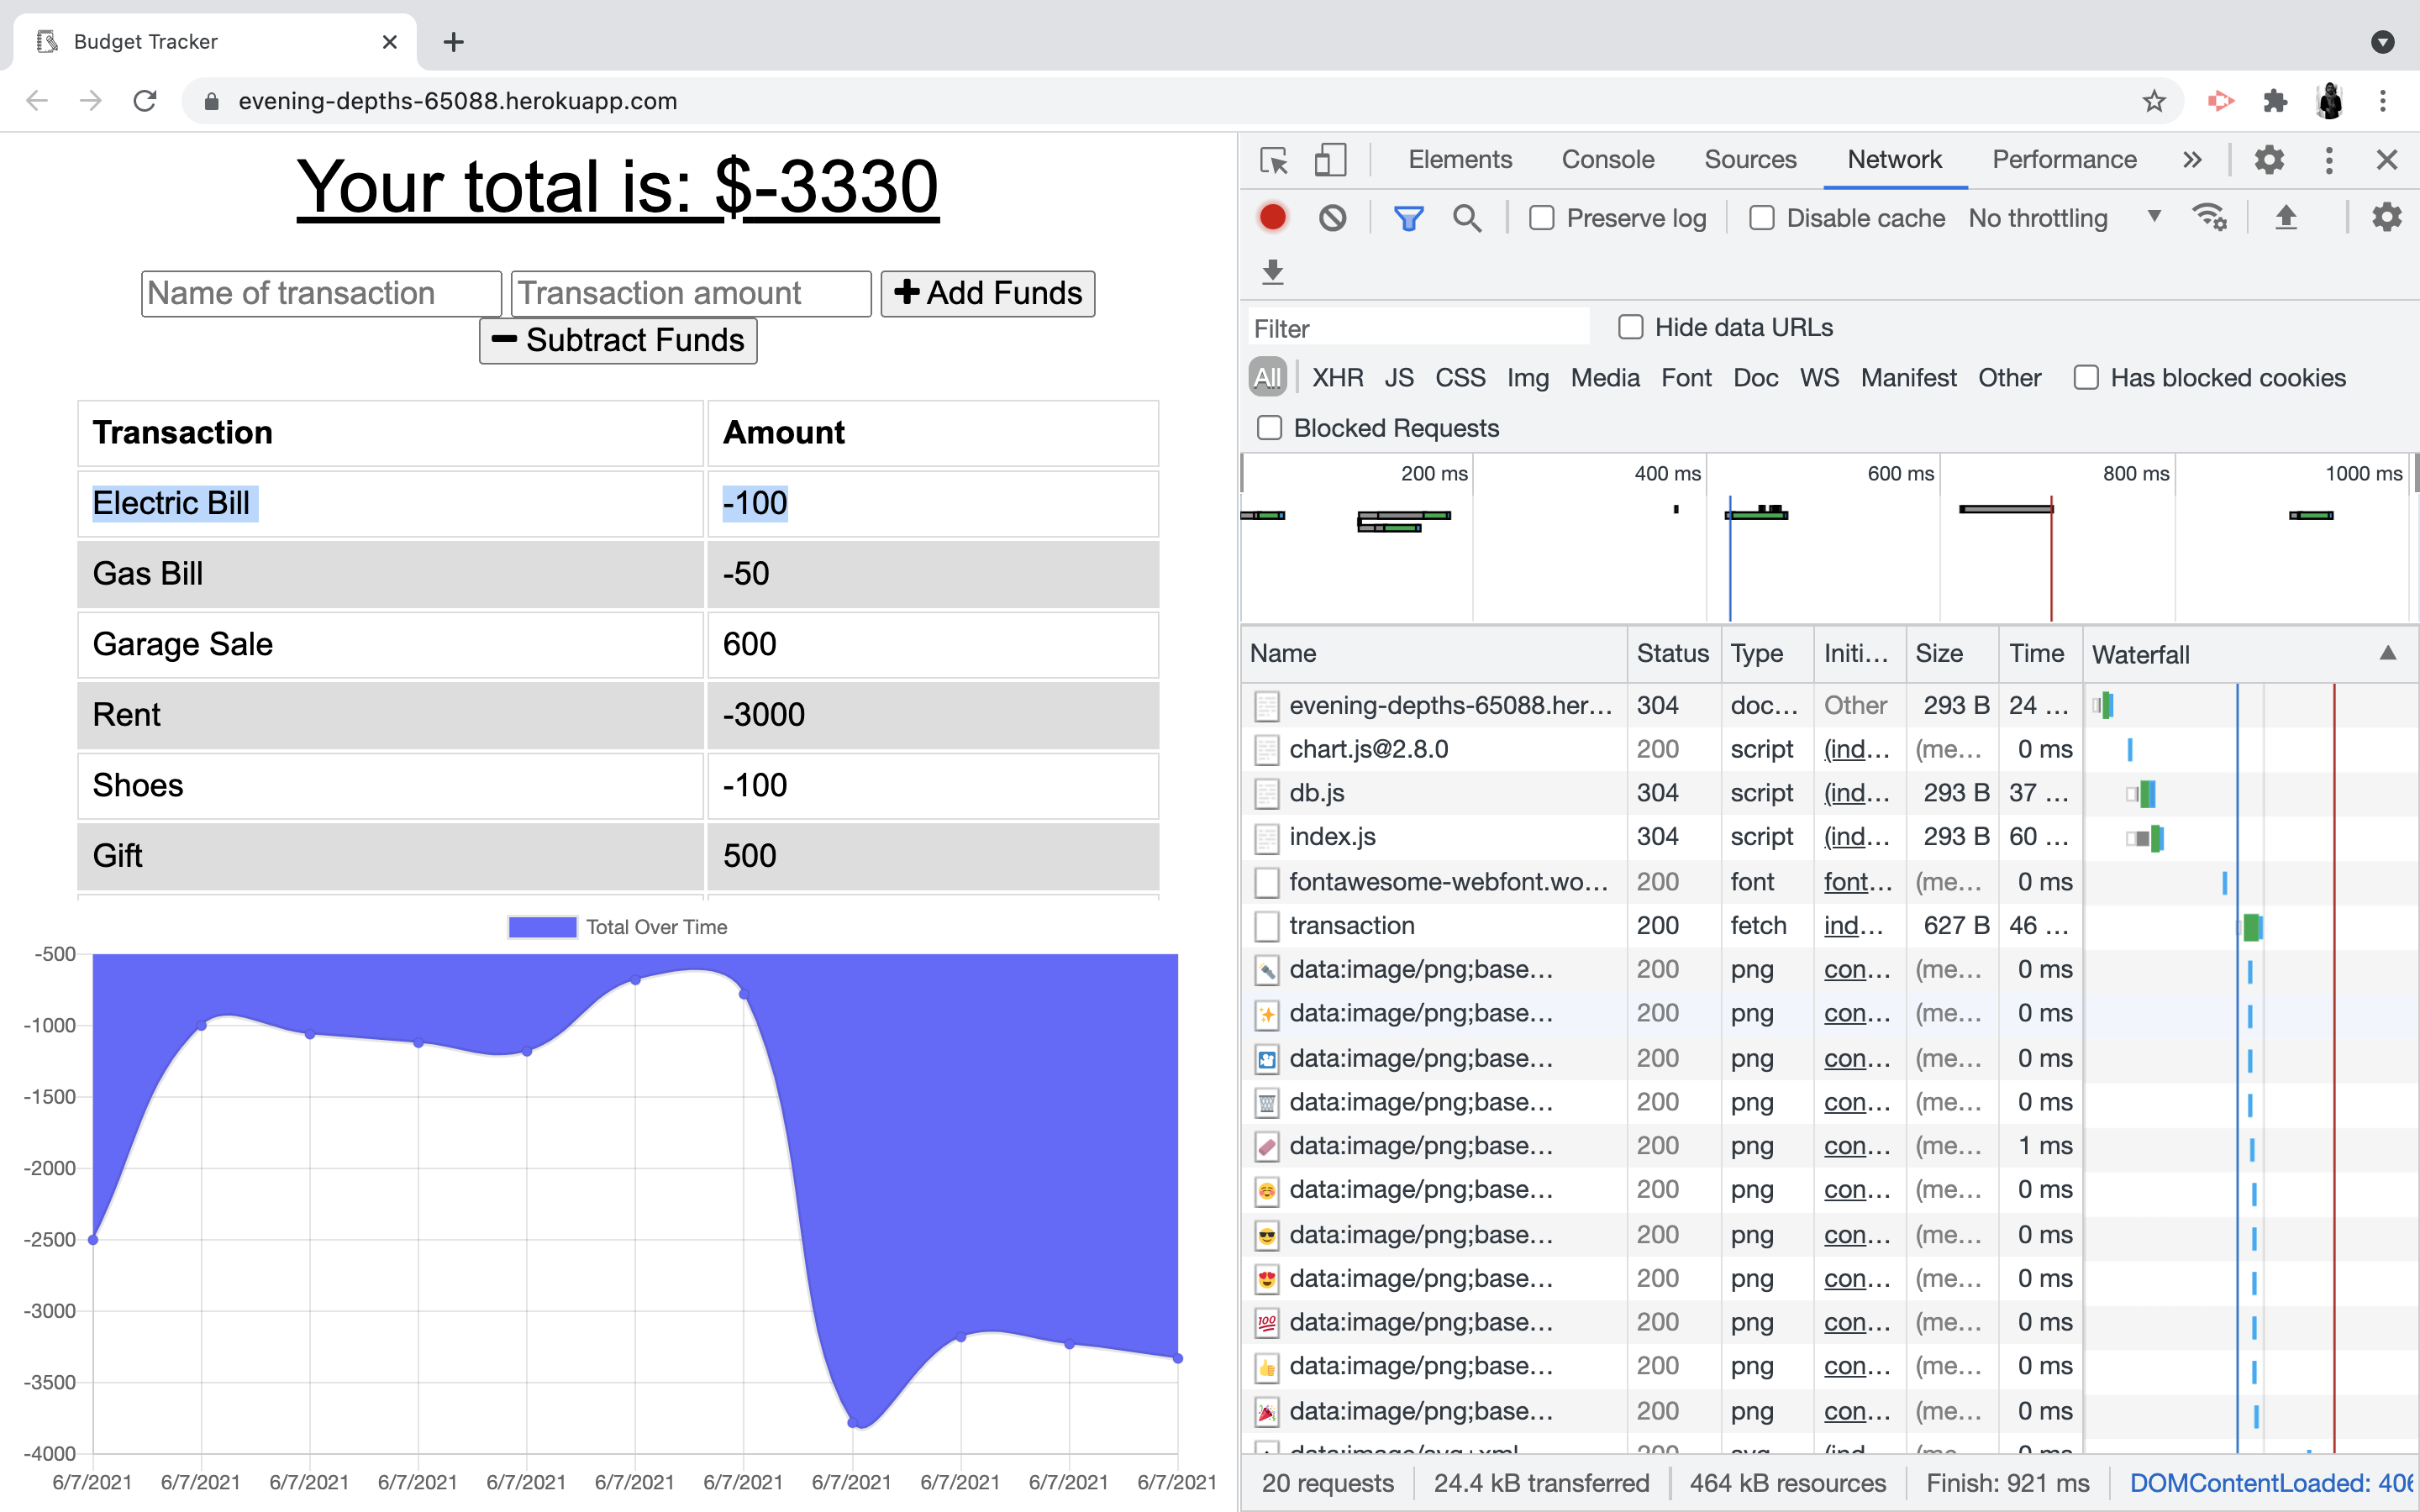 Budget Tracker
evening-depths-65088.herokuapp.com
Your total is: $-3330
Name of transaction Transaction amount Add Funds
Subtract Funds
Transaction Amount
Electric Bill -100
Gas Bill -50
Garage Sale 600
Rent -3000
Shoes -100
Gift 500
Total Over Time
-500
-1000
-1500
-2000
-2500
-3000
-3500
-4000
6/7/2021 6/7/2021 6/7/2021 6/7/2021 6/7/2021 6/7/2021 6/7/2021 6/7/2021 6/7/2021 6/7/2021 6/7/2021
Elements Console Sources Network Performance
Preserve log Disable cache No throttling
Filter Hide data URLs
All XHR JS CSS Img Media Font Doc WS Manifest Other Has blocked cookies
Blocked Requests
200 ms 400 ms 600 ms 800 ms 1000 ms
Name Status Type Initi... Size Time Waterfall
evening-depths-65088.her... 304 doc... Other 293 B 24 ...
chart.js@2.8.0 200 script (ind... (me... 0 ms
db.js 304 script (ind... 293 B 37 ...
index.js 304 script (ind... 293 B 60 ...
fontawesome-webfont.wo... 200 font font... (me... 0 ms
transaction 200 fetch ind... 627 B 46 ...
data:image/png;base... 200 png con... (me... 0 ms
data:image/png;base... 200 png con... (me... 0 ms
data:image/png;base... 200 png con... (me... 0 ms
data:image/png;base... 200 png con... (me... 0 ms
data:image/png;base... 200 png con... (me... 1 ms
data:image/png;base... 200 png con... (me... 0 ms
data:image/png;base... 200 png con... (me... 0 ms
data:image/png;base... 200 png con... (me... 0 ms
100 data:image/png;base... 200 png con... (me... 0 ms
data:image/png;base... 200 png con... (me... 0 ms
data:image/png;base... 200 png con... (me... 0 ms
20 requests 24.4 kB transferred 464 kB resources Finish: 921 ms DOMContentLoaded: